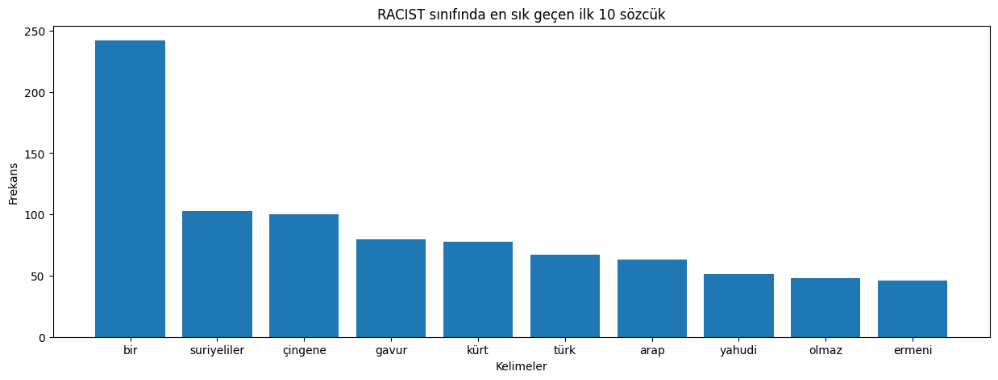 RACIST sınıfında en sık geçen ilk 10 sözcük
Frekans
250
200
150
100
50
0
bir suriyeliler çingene gavur kürt türk arap yahudi olmaz ermeni
Kelimeler